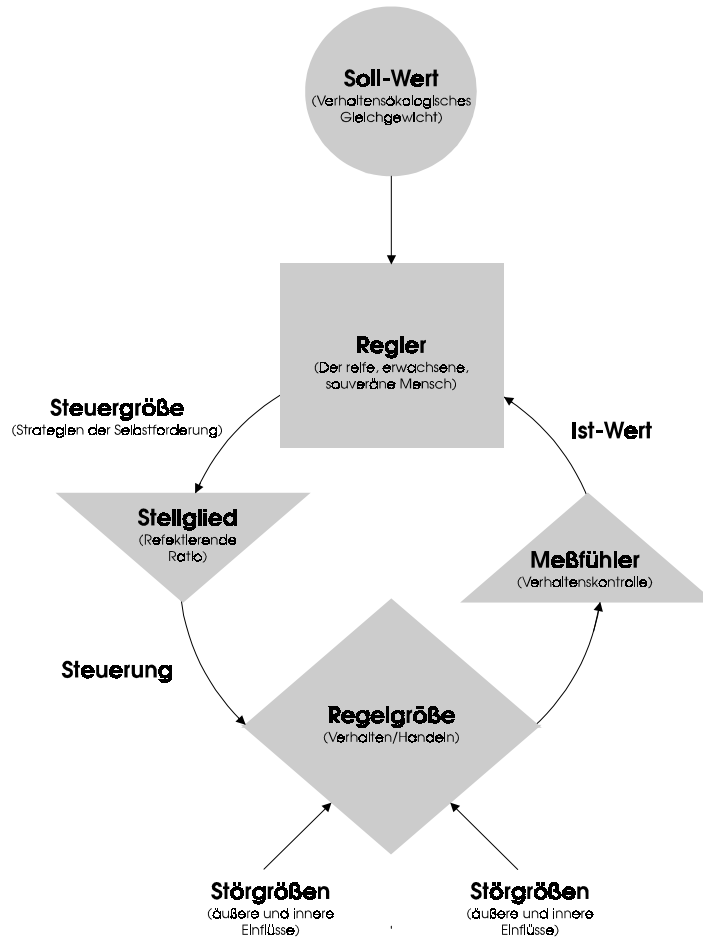 Soll-Wert
(Verhaltensökologisches
Gleichgewicht)
Regler
(Der reife, erwachsene,
souveräne Mensch)
Steuergröße
(Strategien der Selbstforderung)
Ist-Wert
Stellglied
(Refektierende
Ratio)
Meßfühler
(Verhaltenskontrolle)
Steuerung
Regelgröße
(Verhalten/Handeln)
Störgrößen
(äußere und innere
Einflüsse)
Störgrößen
(äußere und innere
Einflüsse)